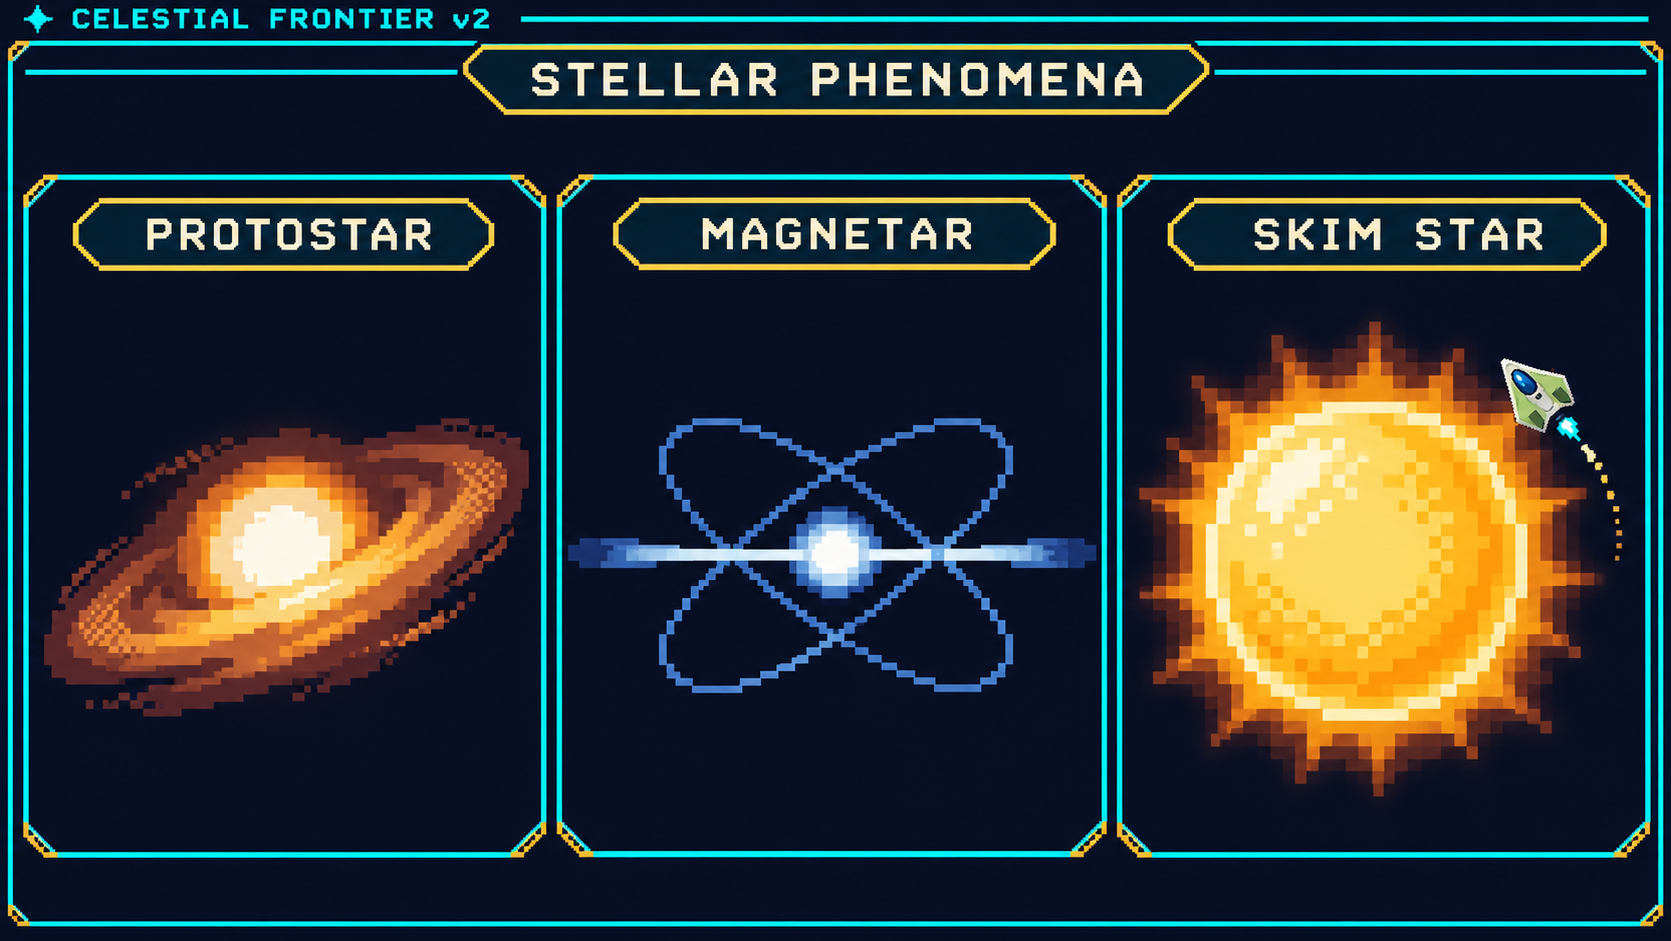 CELESTIAL FRONTIER v2
STELLAR PHENOMENA
PROTOSTAR
MAGNETAR
SKIM STAR